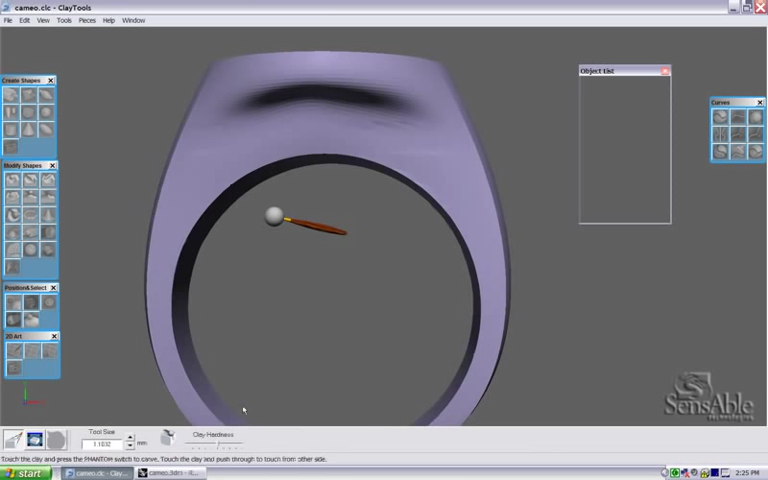 cameo.clc - ClayTools
File Edit View Tools Pieces Help Window
Create Shapes
Object List
Curves
Modify Shapes
Position&Select
2D Art
SensAble
technologies
Tool Size
mm
Clay-Hardness
Touch the clay and press the PHANTOM switch to carve. Touch the clay and push through to touch from other side.
start
cameo.clc - Clay...
2:25 PM